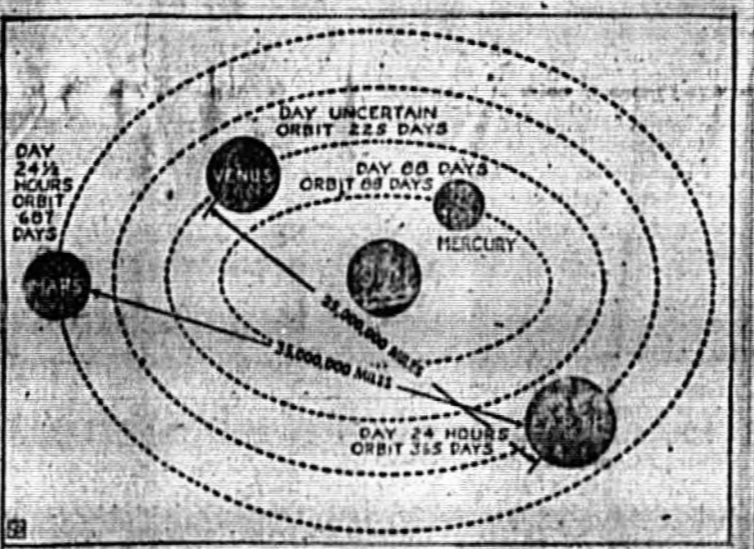 DAY UNCERTAIN
ORBIT 225 DAYS
DAY
24½
HOURS
ORBIT
687
DAYS
VENUS
DAY 88 DAYS
ORBIT 88 DAYS
MERCURY
MARS
25,000,000 MILES
35,000,000 MILES
DAY 24 HOURS
ORBIT 365 DAYS